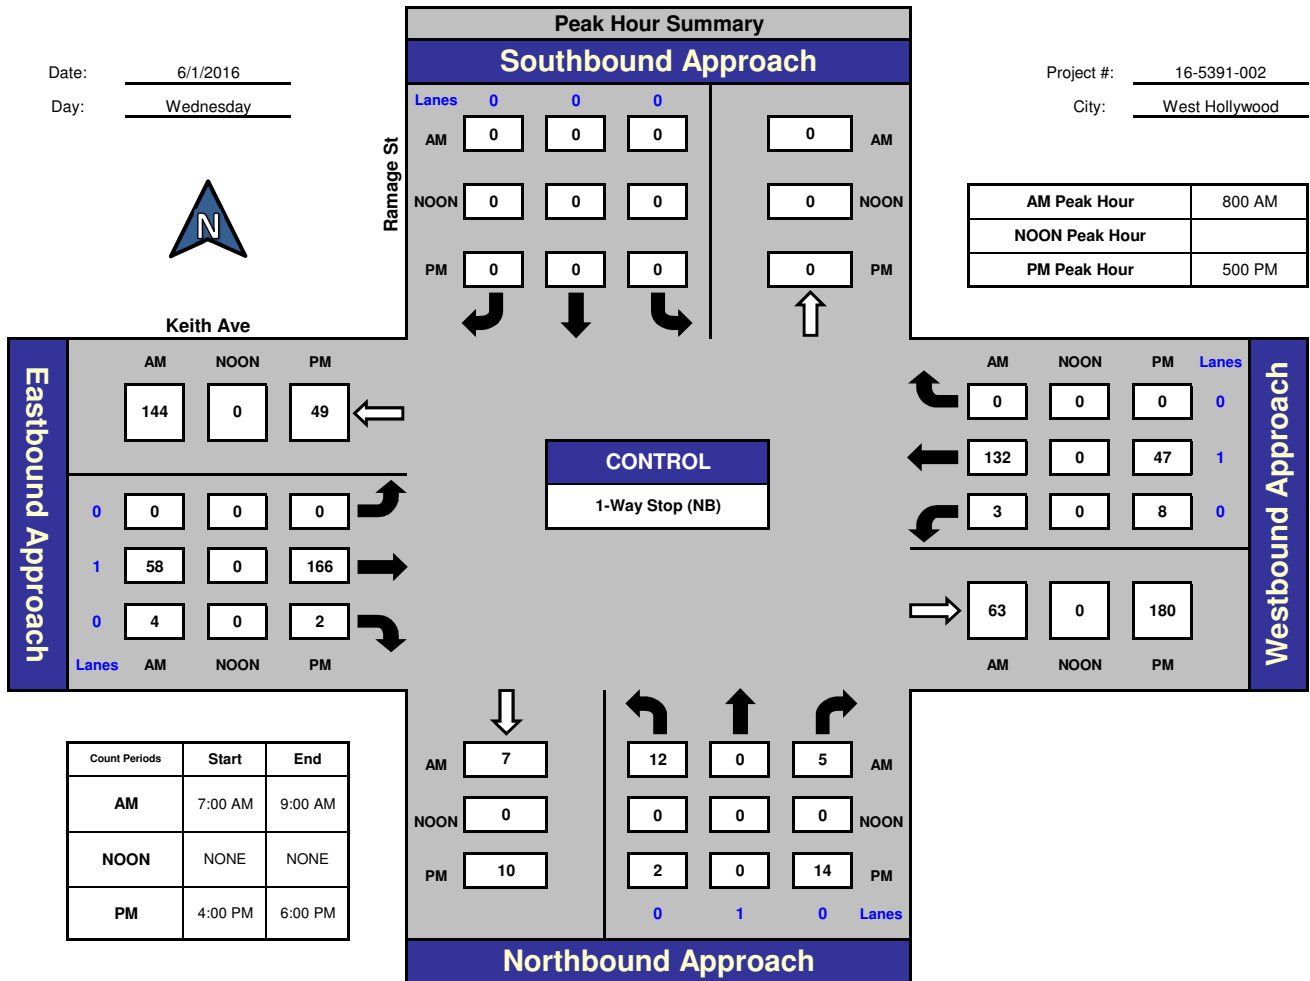 Peak Hour Summary
Southbound Approach
Date: 6/1/2016
Day: Wednesday
Project #: 16-5391-002
City: West Hollywood
Ramage St
Lanes 0 0 0
AM 0 0 0 0 AM
NOON 0 0 0 0 NOON
PM 0 0 0 0 PM
N
AM Peak Hour 800 AM
NOON Peak Hour
PM Peak Hour 500 PM
Keith Ave
Eastbound Approach
AM NOON PM
144 0 49
0 0 0 0
1 58 0 166
0 4 0 2
Lanes AM NOON PM
CONTROL
1-Way Stop (NB)
AM NOON PM Lanes
0 0 0 0
132 0 47 1
3 0 8 0
63 0 180
AM NOON PM
Westbound Approach
Count Periods Start End
AM 7:00 AM 9:00 AM
NOON NONE NONE
PM 4:00 PM 6:00 PM
AM 7 12 0 5 AM
NOON 0 0 0 0 NOON
PM 10 2 0 14 PM
0 1 0 Lanes
Northbound Approach